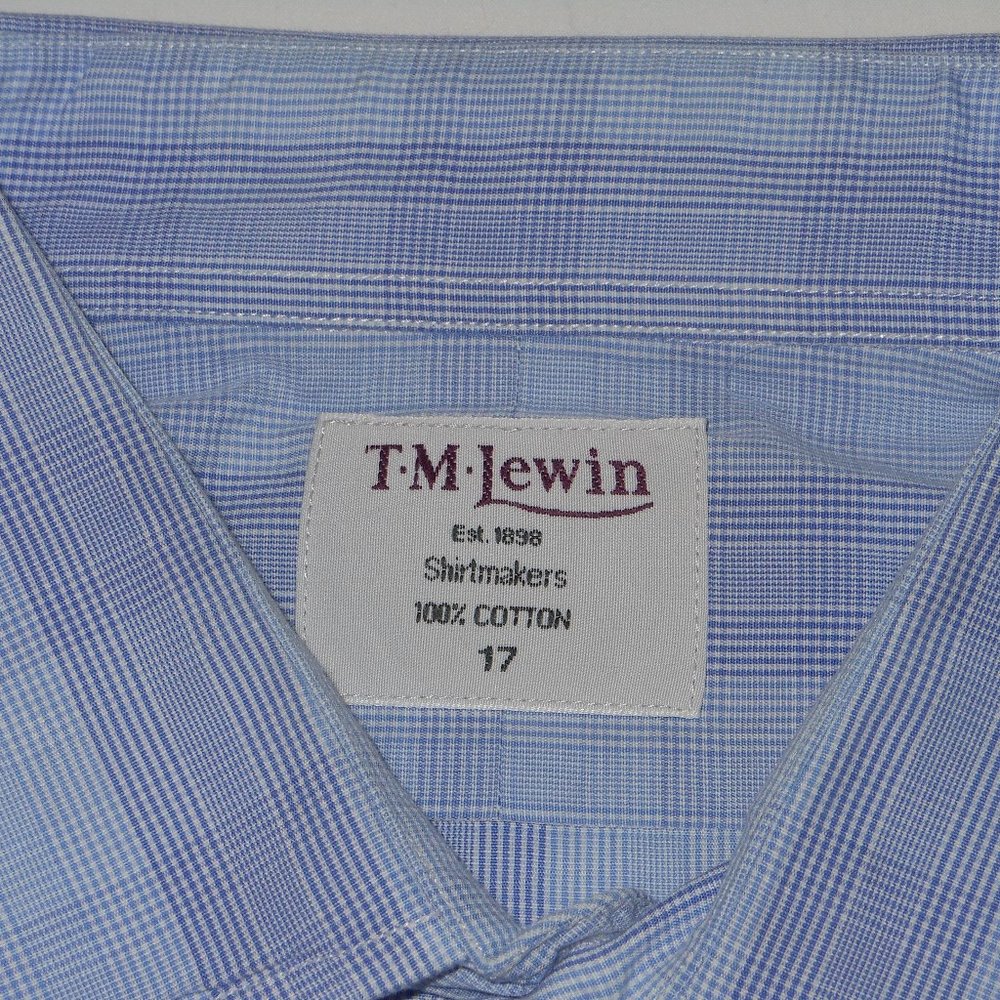 T·M·Lewin
Est. 1898
Shirtmakers
100% COTTON
17